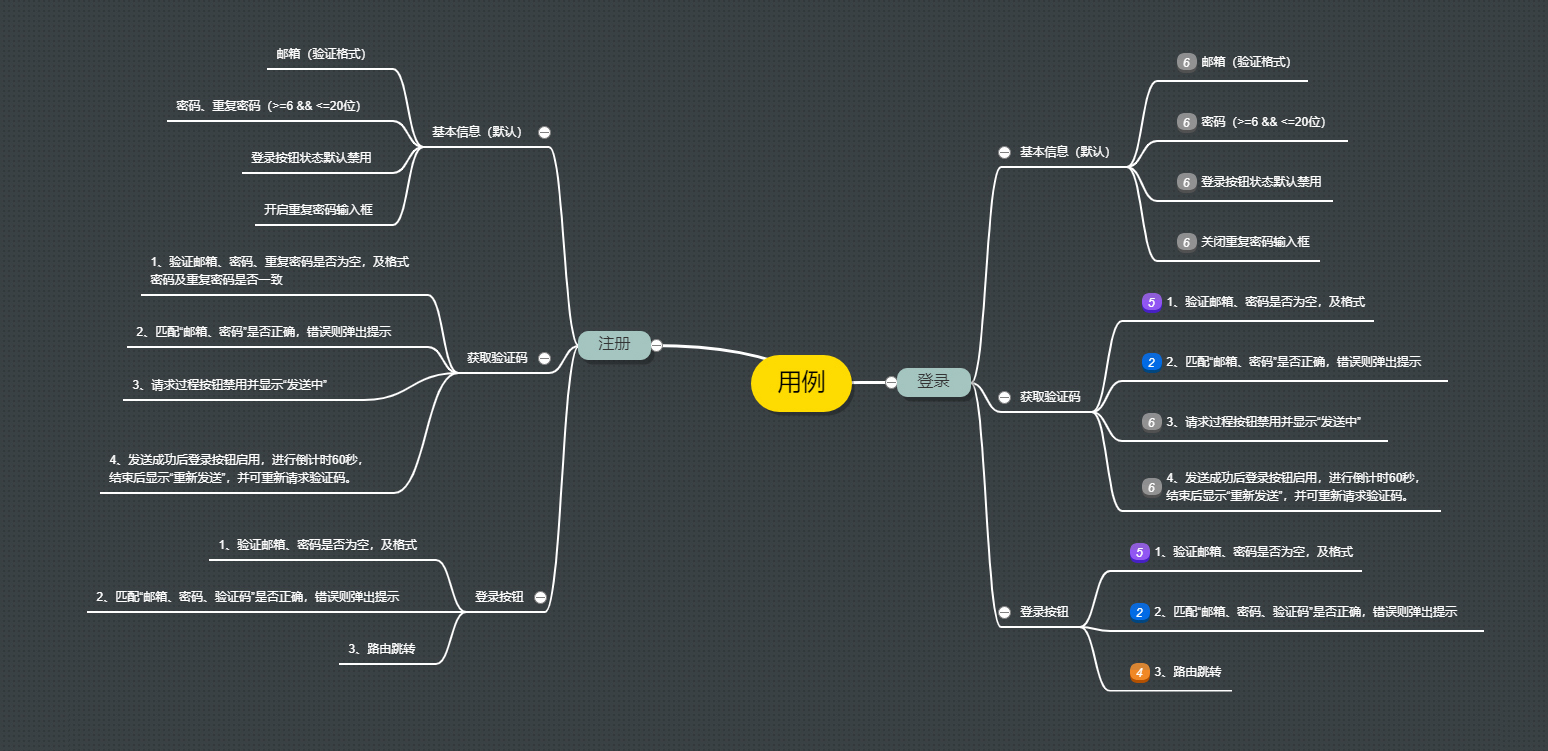 用例
注册
基本信息（默认）
邮箱（验证格式）
密码、重复密码（>=6 && <=20位）
登录按钮状态默认禁用
开启重复密码输入框
获取验证码
1、验证邮箱、密码、重复密码是否为空，及格式
密码及重复密码是否一致
2、匹配“邮箱、密码”是否正确，错误则弹出提示
3、请求过程按钮禁用并显示“发送中”
4、发送成功后登录按钮启用，进行倒计时60秒，
结束后显示“重新发送”，并可重新请求验证码。
登录按钮
1、验证邮箱、密码是否为空，及格式
2、匹配“邮箱、密码、验证码”是否正确，错误则弹出提示
3、路由跳转
登录
基本信息（默认）
6 邮箱（验证格式）
6 密码（>=6 && <=20位）
6 登录按钮状态默认禁用
6 关闭重复密码输入框
获取验证码
5 1、验证邮箱、密码是否为空，及格式
2 2、匹配“邮箱、密码”是否正确，错误则弹出提示
6 3、请求过程按钮禁用并显示“发送中”
6 4、发送成功后登录按钮启用，进行倒计时60秒，
结束后显示“重新发送”，并可重新请求验证码。
登录按钮
5 1、验证邮箱、密码是否为空，及格式
2 2、匹配“邮箱、密码、验证码”是否正确，错误则弹出提示
4 3、路由跳转